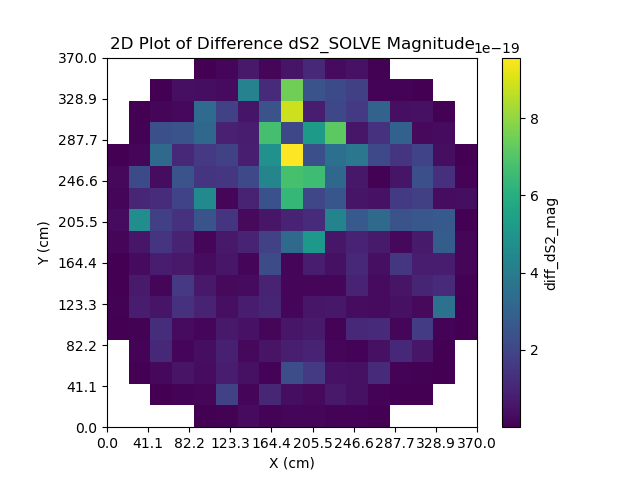 2D Plot of Difference dS2_SOLVE Magnitude
1e−19
370.0
328.9
287.7
246.6
205.5
164.4
123.3
82.2
41.1
0.0
Y (cm)
0.0 41.1 82.2 123.3 164.4 205.5 246.6 287.7 328.9 370.0
X (cm)
8
6
4
2
diff_dS2_mag